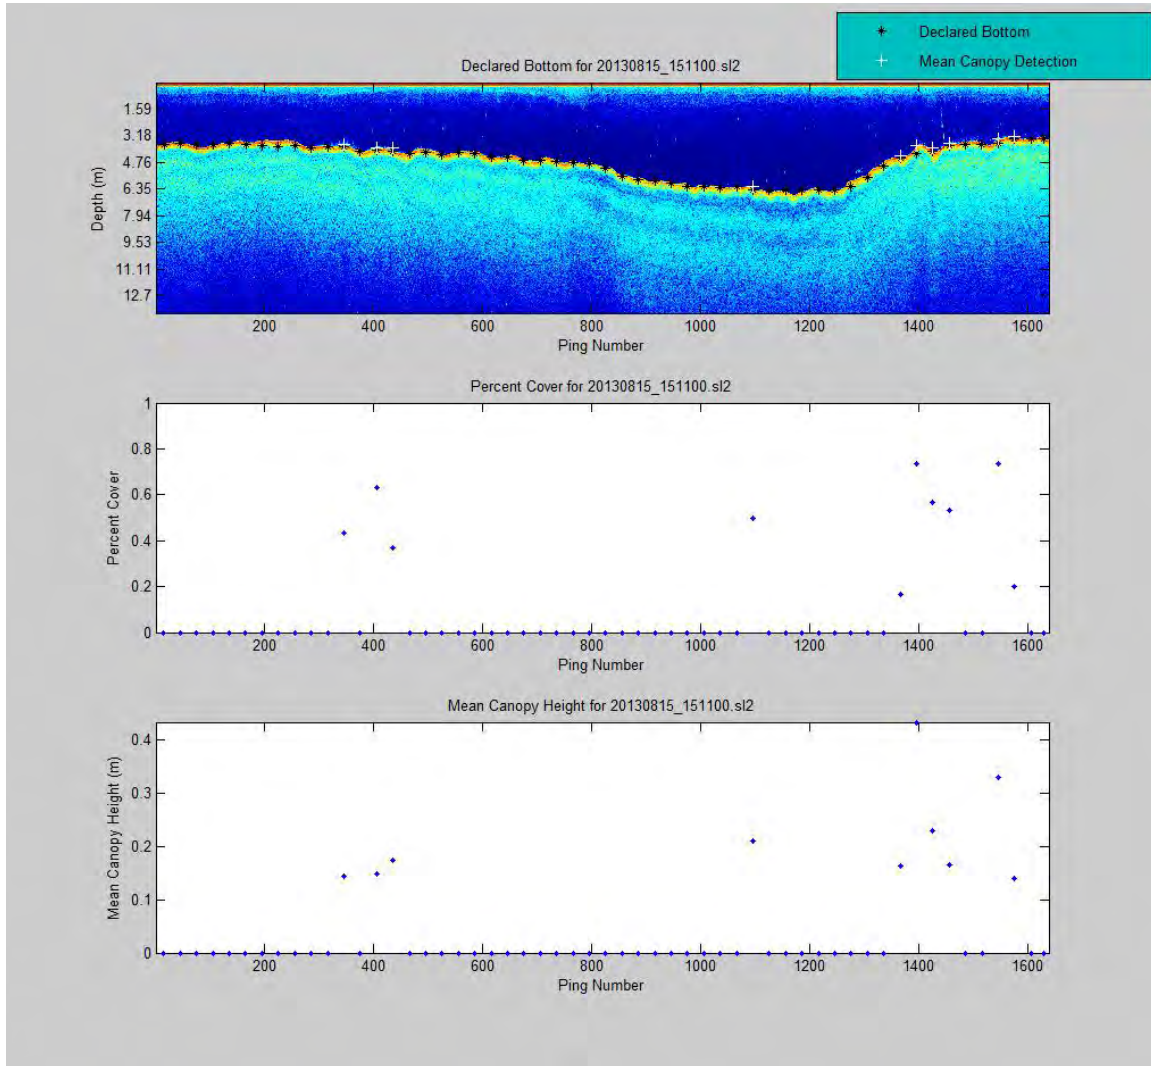 Declared Bottom
Mean Canopy Detection
Declared Bottom for 20130815_151100.sl2
Depth (m)
1.59
3.18
4.76
6.35
7.94
9.53
11.11
12.7
200 400 600 800 1000 1200 1400 1600
Ping Number
Percent Cover for 20130815_151100.sl2
Percent Cover
1
0.8
0.6
0.4
0.2
0
200 400 600 800 1000 1200 1400 1600
Ping Number
Mean Canopy Height for 20130815_151100.sl2
Mean Canopy Height (m)
0.4
0.3
0.2
0.1
0
200 400 600 800 1000 1200 1400 1600
Ping Number